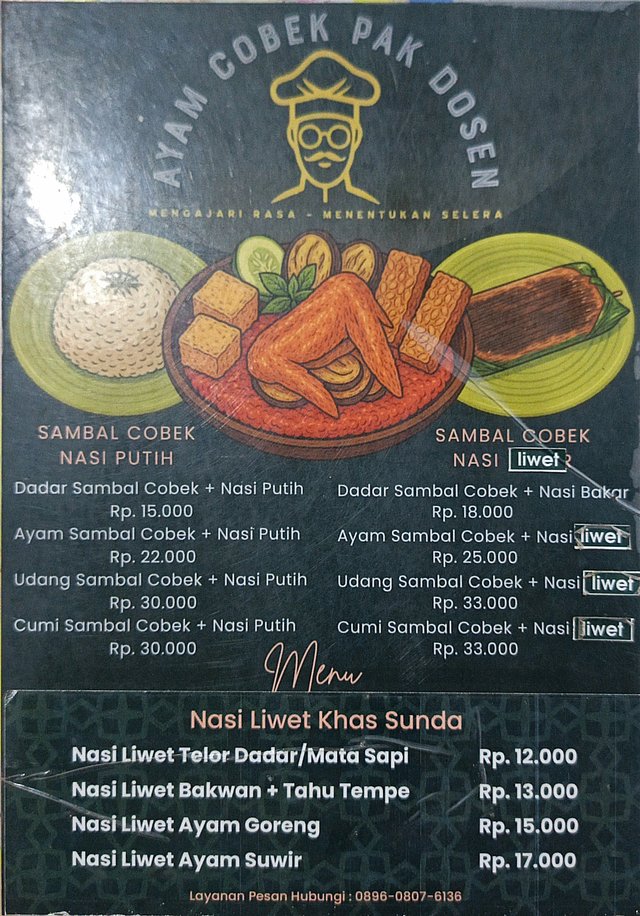 AYAM COBEK PAK DOSEN
MENGAJARI RASA - MENENTUKAN SELERA
SAMBAL COBEK
NASI PUTIH
Dadar Sambal Cobek + Nasi Putih
Rp. 15.000
Ayam Sambal Cobek + Nasi Putih
Rp. 22.000
Udang Sambal Cobek + Nasi Putih
Rp. 30.000
Cumi Sambal Cobek + Nasi Putih
Rp. 30.000
SAMBAL COBEK
NASI liwet R
Dadar Sambal Cobek + Nasi Bakar
Rp. 18.000
Ayam Sambal Cobek + Nasi liwet
Rp. 25.000
Udang Sambal Cobek + Nasi liwet
Rp. 33.000
Cumi Sambal Cobek + Nasi liwet
Rp. 33.000
Menu
Nasi Liwet Khas Sunda
Nasi Liwet Telor Dadar/Mata Sapi Rp. 12.000
Nasi Liwet Bakwan + Tahu Tempe Rp. 13.000
Nasi Liwet Ayam Goreng Rp. 15.000
Nasi Liwet Ayam Suwir Rp. 17.000
Layanan Pesan Hubungi : 0896-0807-6136